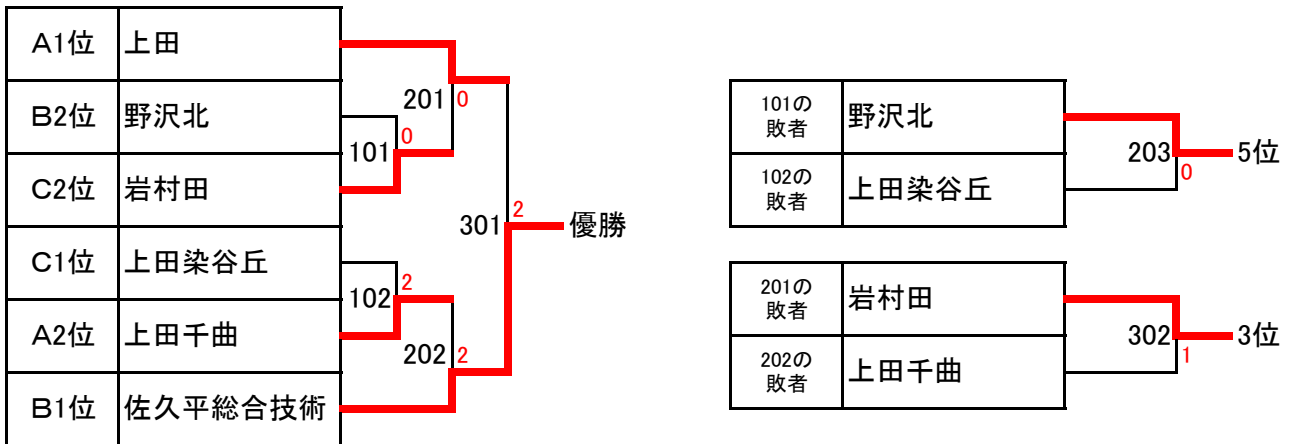 A1位 上田
B2位 野沢北
C2位 岩村田
C1位 上田染谷丘
A2位 上田千曲
B1位 佐久平総合技術
201 0
101 0
301 2 優勝
102 2
202 2
101の敗者 野沢北
102の敗者 上田染谷丘
203 0 5位
201の敗者 岩村田
202の敗者 上田千曲
302 1 3位